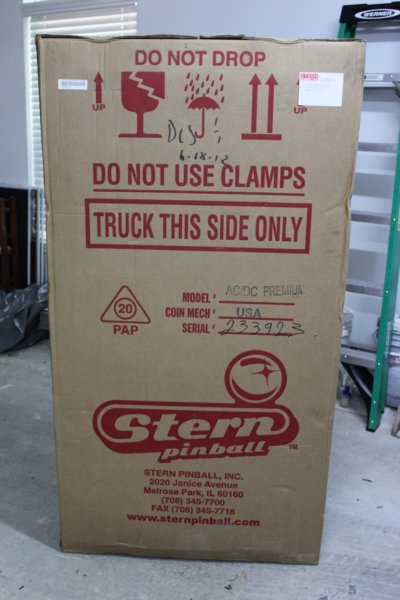 DO NOT DROP
UP
UP
6-18-12
DO NOT USE CLAMPS
TRUCK THIS SIDE ONLY
20
PAP
MODEL # AC/DC PREMIUM
COIN MECH # USA
SERIAL # 233923
Stern
pinball TM
STERN PINBALL, INC.
2020 Janice Avenue
Melrose Park, IL 60160
(708) 345-7700
FAX (708) 345-7718
www.sternpinball.com
WERNER